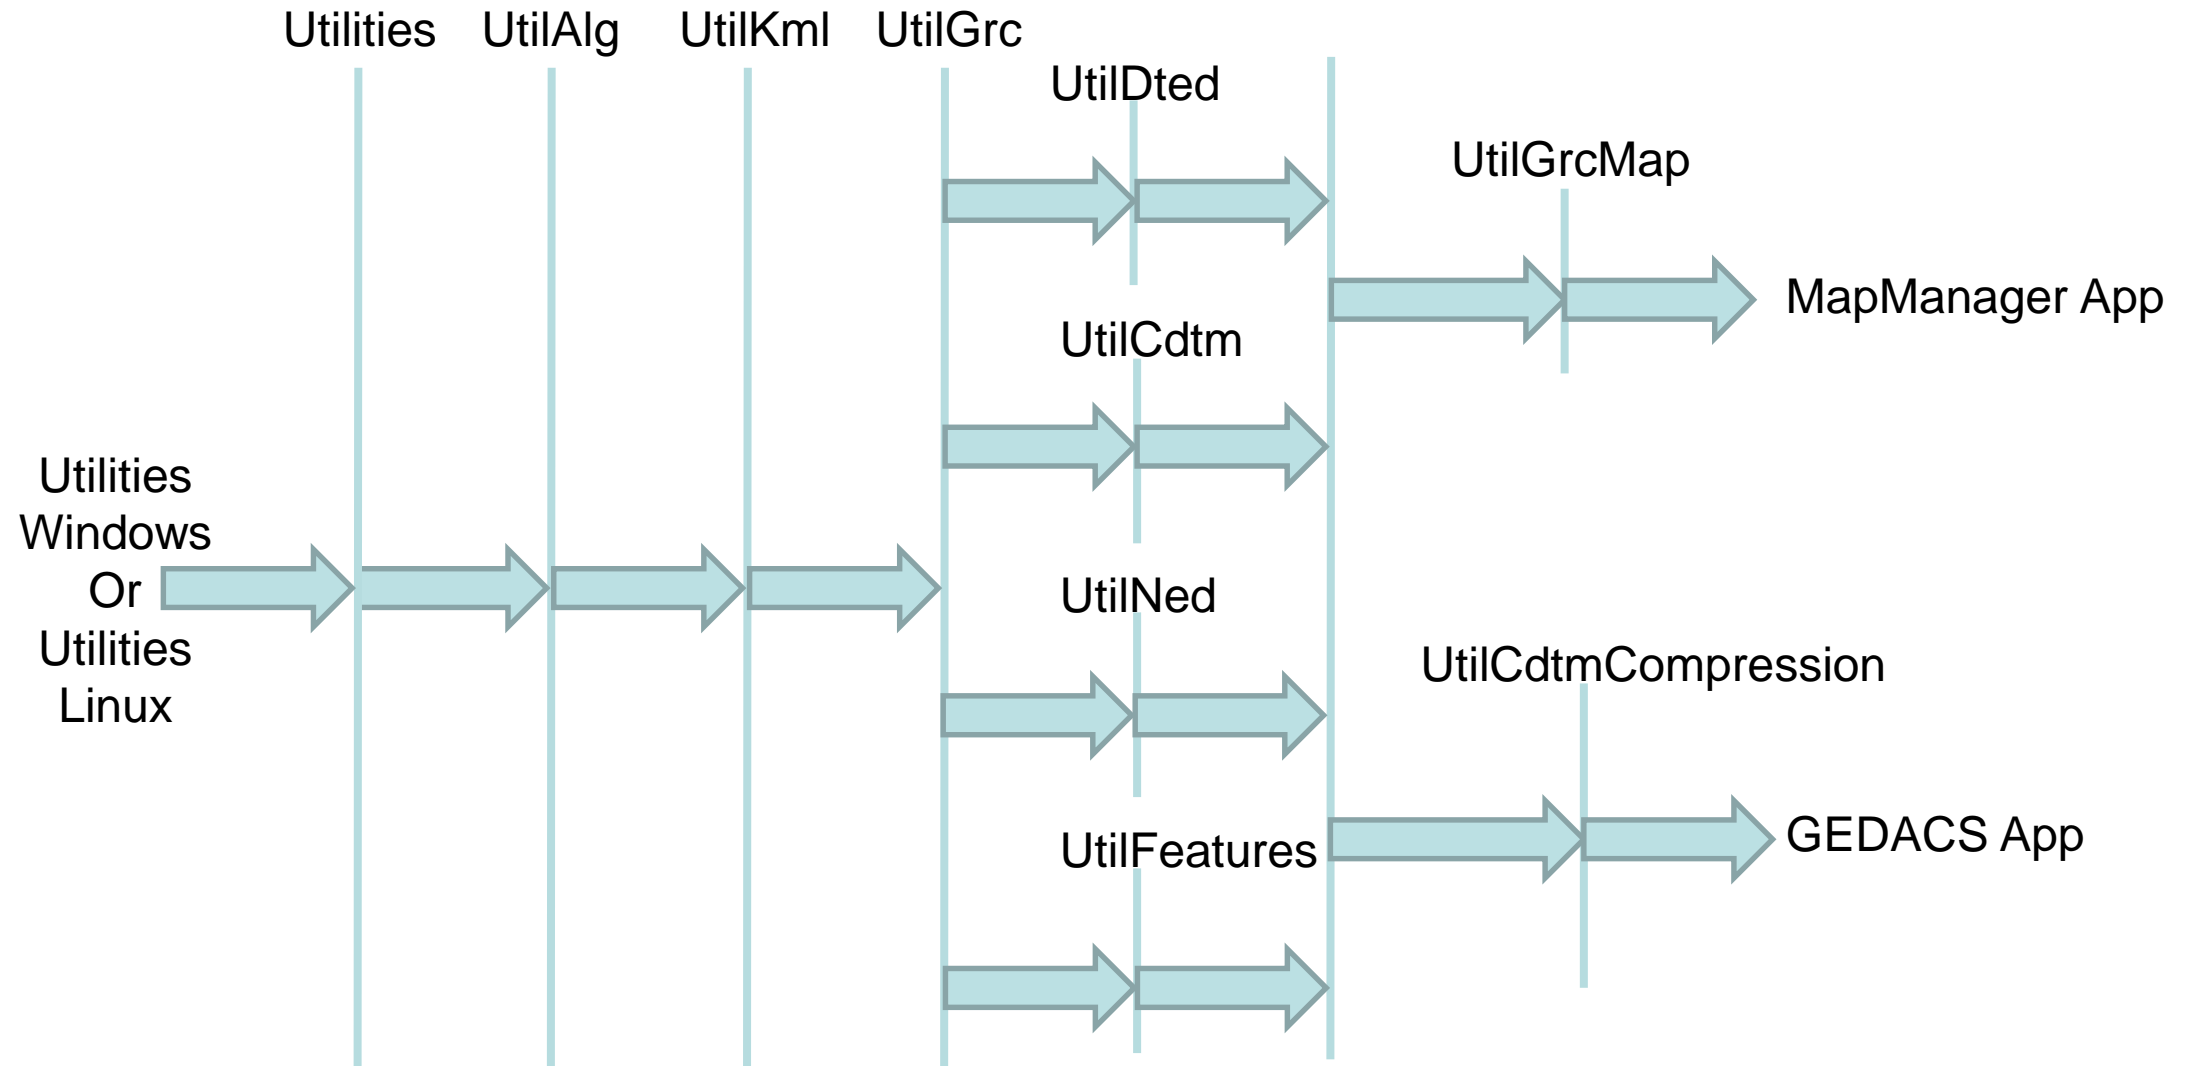 Utilities
UtilAlg
UtilKml
UtilGrc
UtilDted
UtilGrcMap
MapManager App
UtilCdtm
Utilities
Windows
Or
Utilities
Linux
UtilNed
UtilCdtmCompression
UtilFeatures
GEDACS App